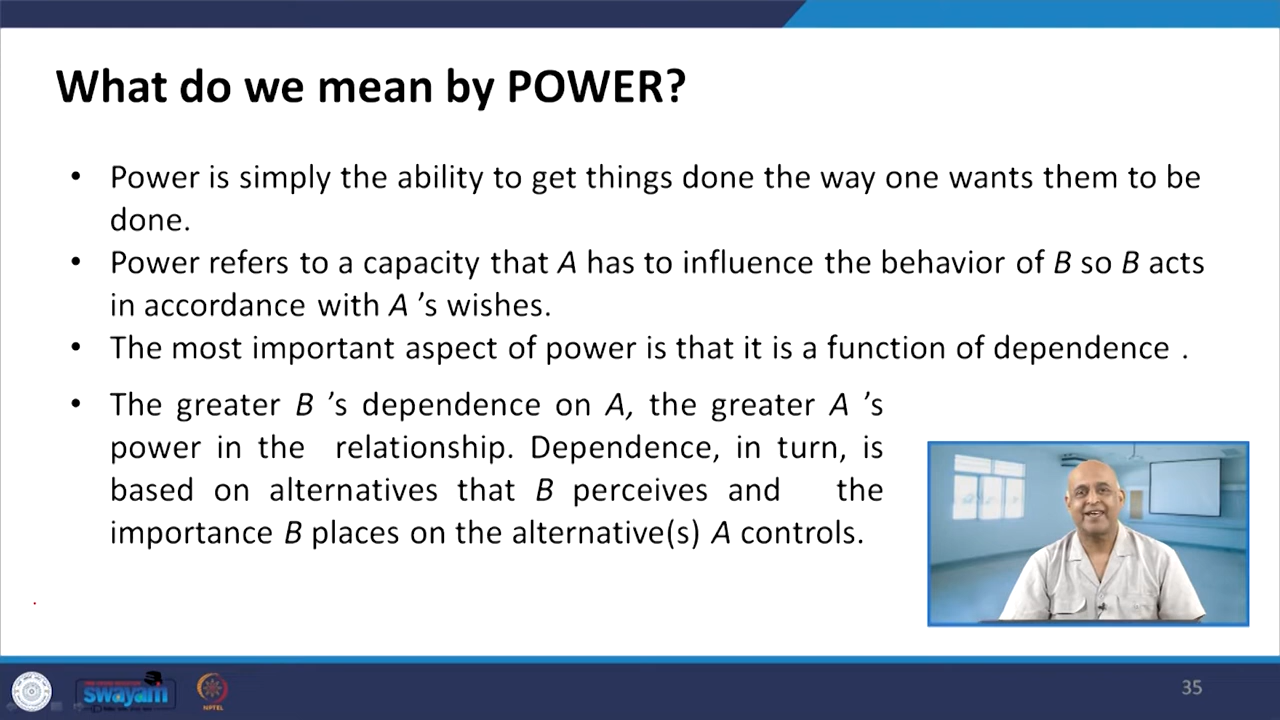 What do we mean by POWER?
• Power is simply the ability to get things done the way one wants them to be
done.
• Power refers to a capacity that A has to influence the behavior of B so B acts
in accordance with A ’s wishes.
• The most important aspect of power is that it is a function of dependence .
• The greater B ’s dependence on A, the greater A ’s
power in the relationship. Dependence, in turn, is
based on alternatives that B perceives and the
importance B places on the alternative(s) A controls.
swayam
NPTEL
35